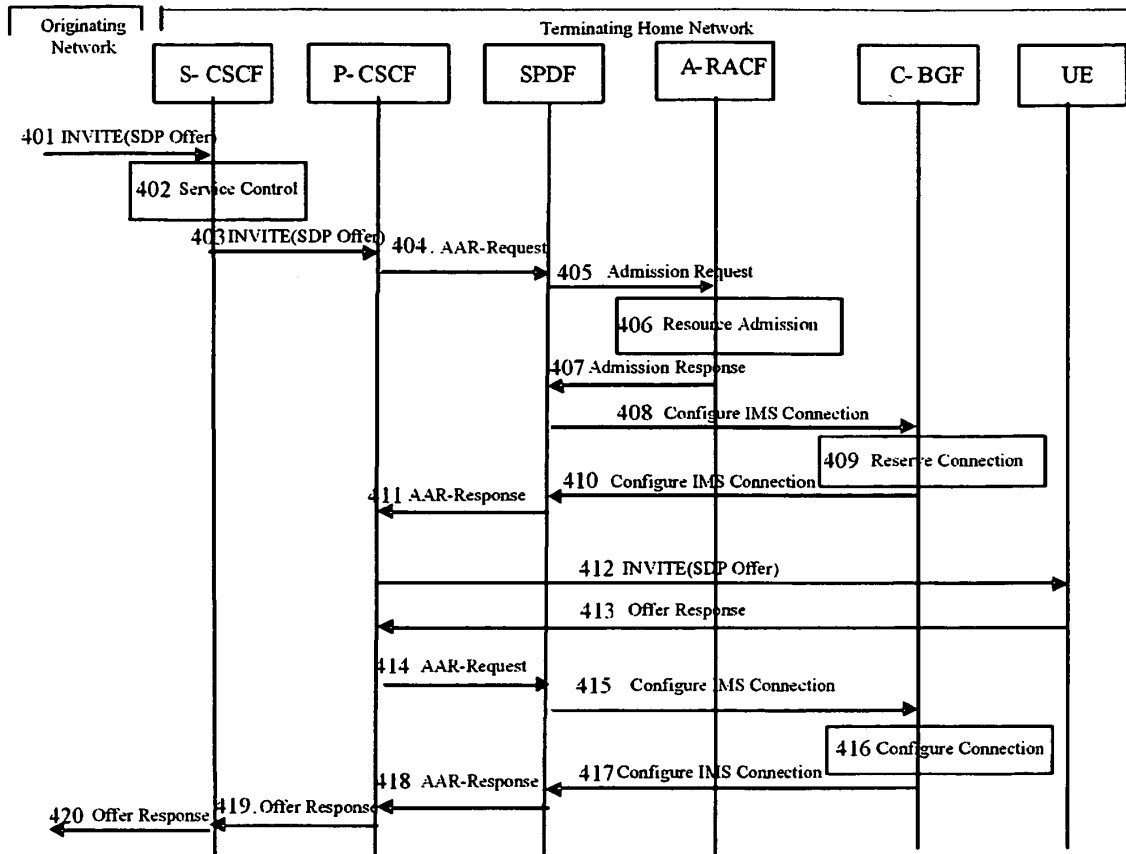 Originating
Network
Terminating Home Network
S- CSCF
P- CSCF
SPDF
A- RACF
C- BGF
UE
401 INVITE(SDP Offer)
402 Service Control
403 INVITE(SDP Offer)
404. AAR-Request
405 Admission Request
406 Resource Admission
407 Admission Response
408 Configure IMS Connection
409 Reserve Connection
410 Configure IMS Connection
411 AAR-Response
412 INVITE(SDP Offer)
413 Offer Response
414 AAR-Request
415 Configure IMS Connection
416 Configure Connection
417 Configure IMS Connection
418 AAR-Response
419. Offer Response
420 Offer Response